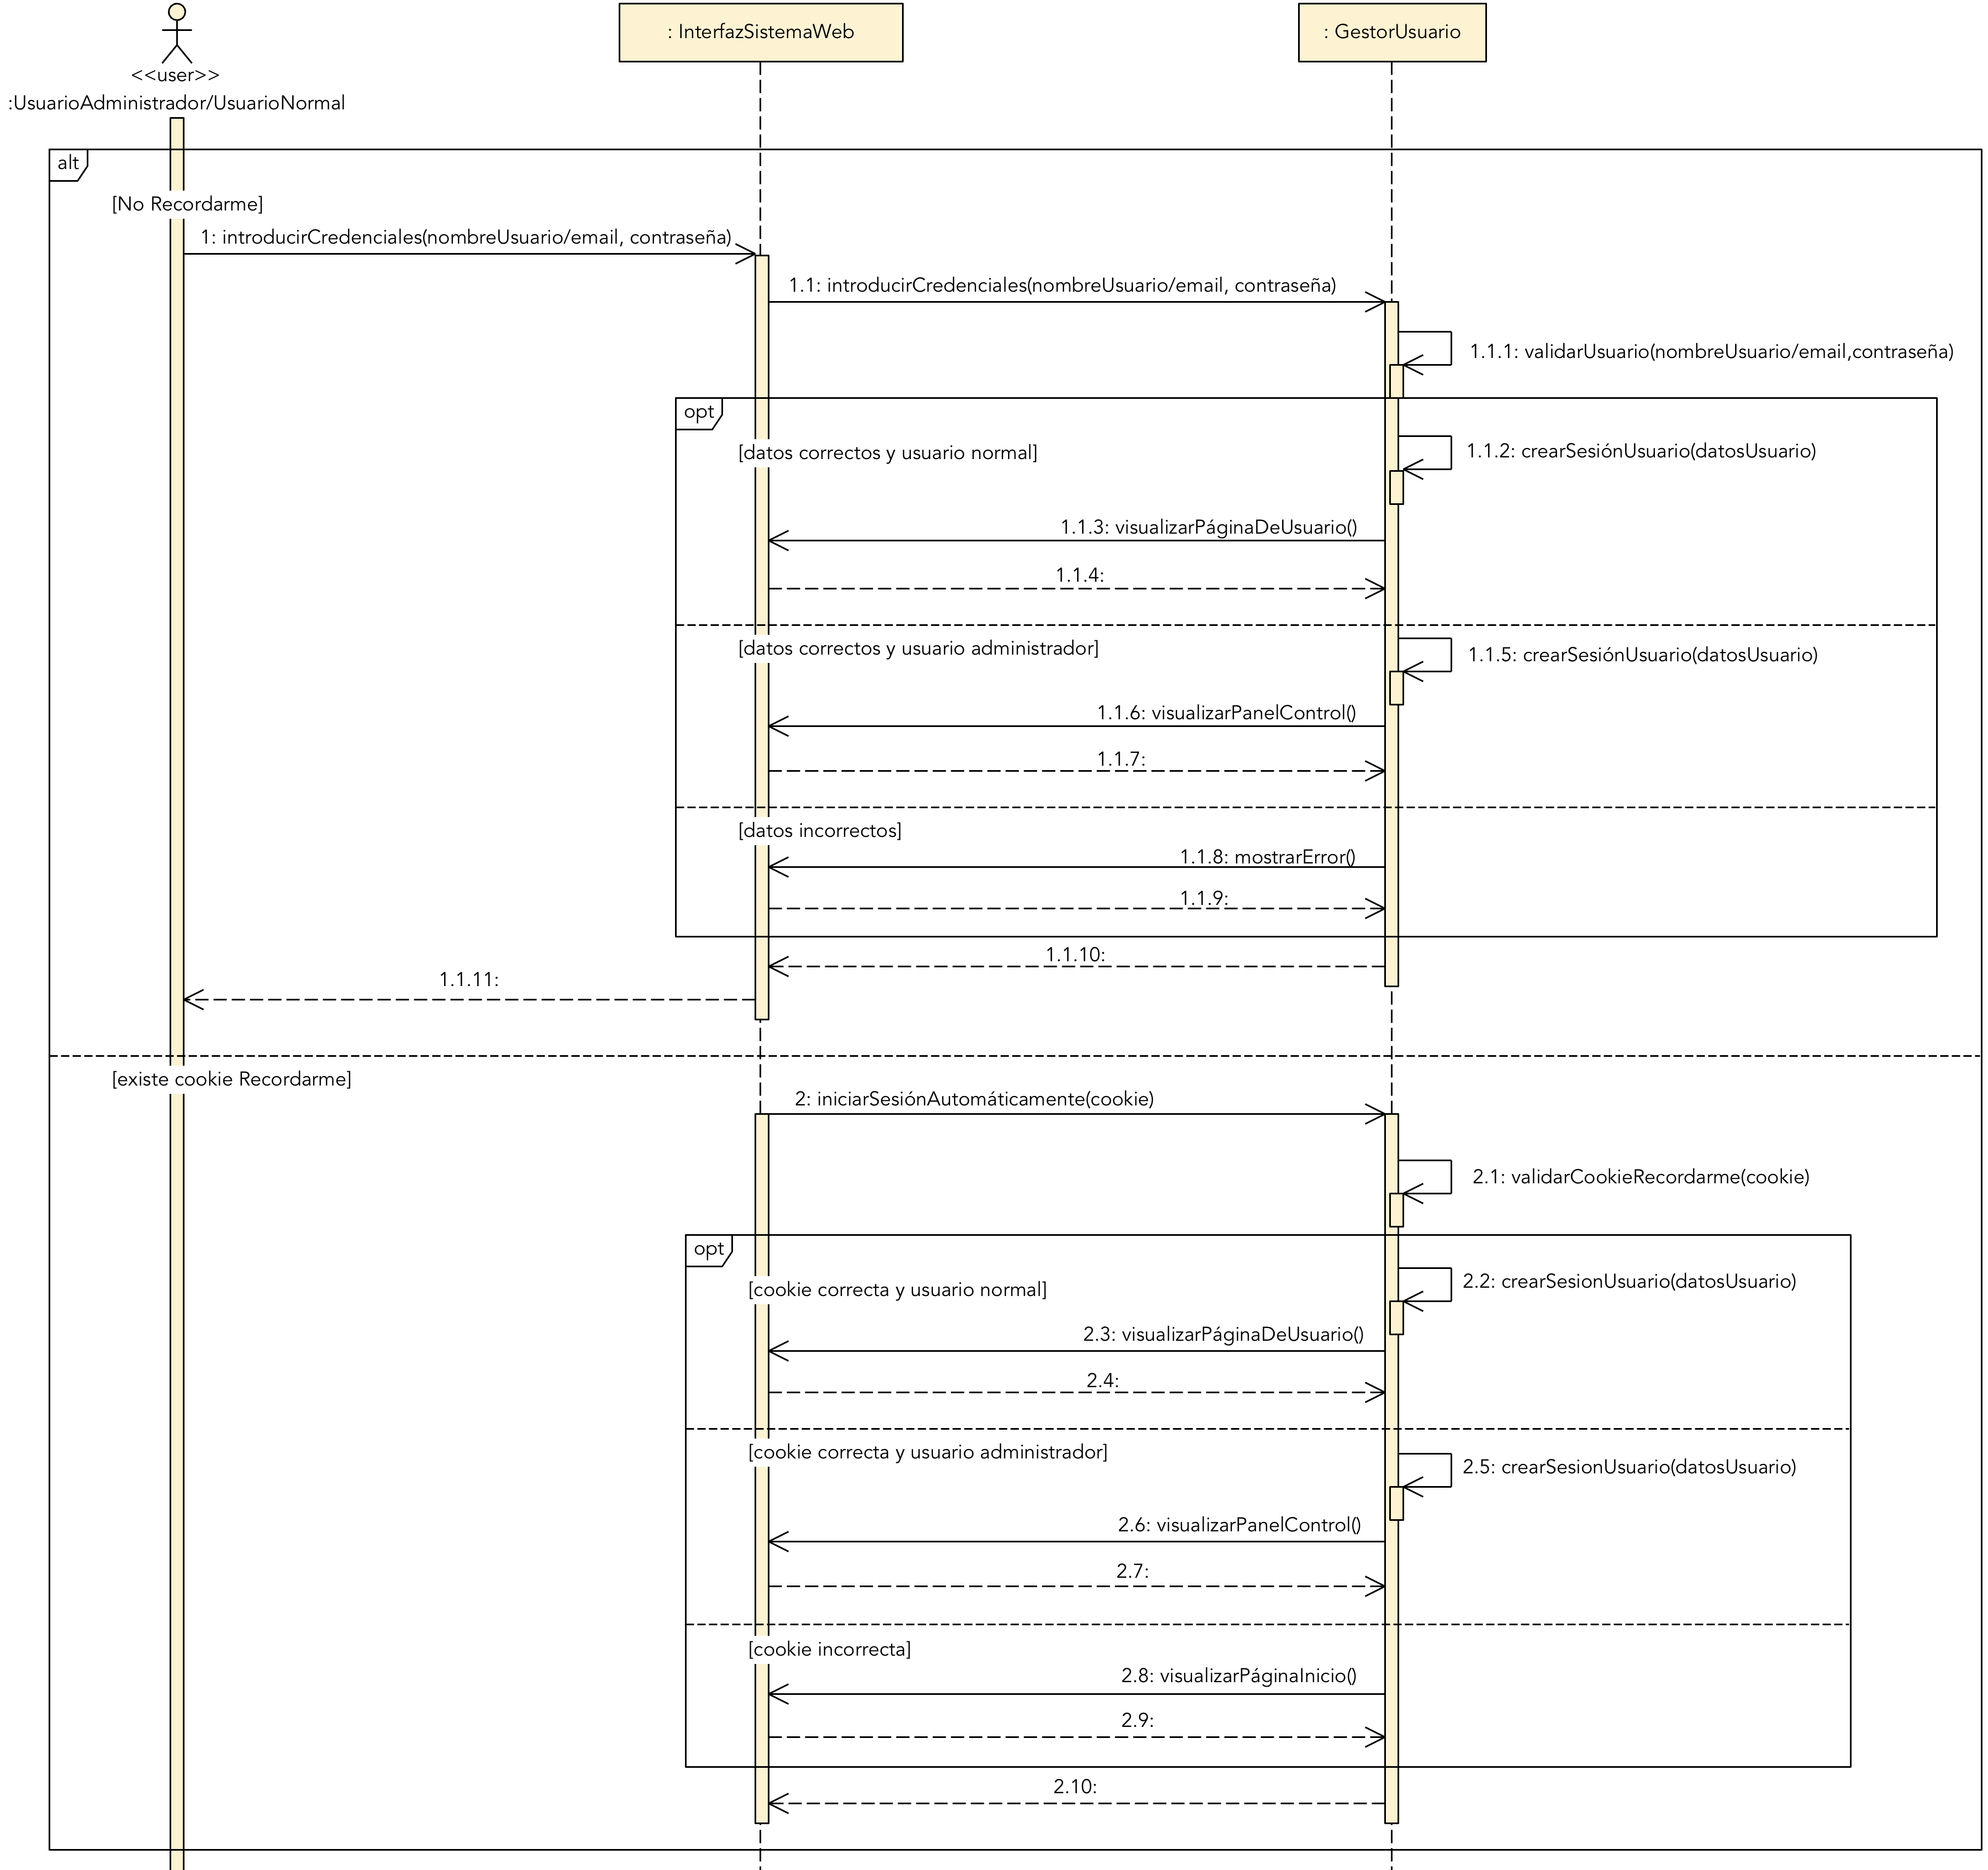 <<user>>
:UsuarioAdministrador/UsuarioNormal
: InterfazSistemaWeb
: GestorUsuario
alt
[No Recordarme]
1: introducirCredenciales(nombreUsuario/email, contraseña)
1.1: introducirCredenciales(nombreUsuario/email, contraseña)
1.1.1: validarUsuario(nombreUsuario/email,contraseña)
opt
[datos correctos y usuario normal]
1.1.2: crearSesiónUsuario(datosUsuario)
1.1.3: visualizarPáginaDeUsuario()
1.1.4:
[datos correctos y usuario administrador]
1.1.5: crearSesiónUsuario(datosUsuario)
1.1.6: visualizarPanelControl()
1.1.7:
[datos incorrectos]
1.1.8: mostrarError()
1.1.9:
1.1.10:
1.1.11:
[existe cookie Recordarme]
2: iniciarSesiónAutomáticamente(cookie)
2.1: validarCookieRecordarme(cookie)
opt
[cookie correcta y usuario normal]
2.2: crearSesionUsuario(datosUsuario)
2.3: visualizarPáginaDeUsuario()
2.4:
[cookie correcta y usuario administrador]
2.5: crearSesionUsuario(datosUsuario)
2.6: visualizarPanelControl()
2.7:
[cookie incorrecta]
2.8: visualizarPáginaInicio()
2.9:
2.10: